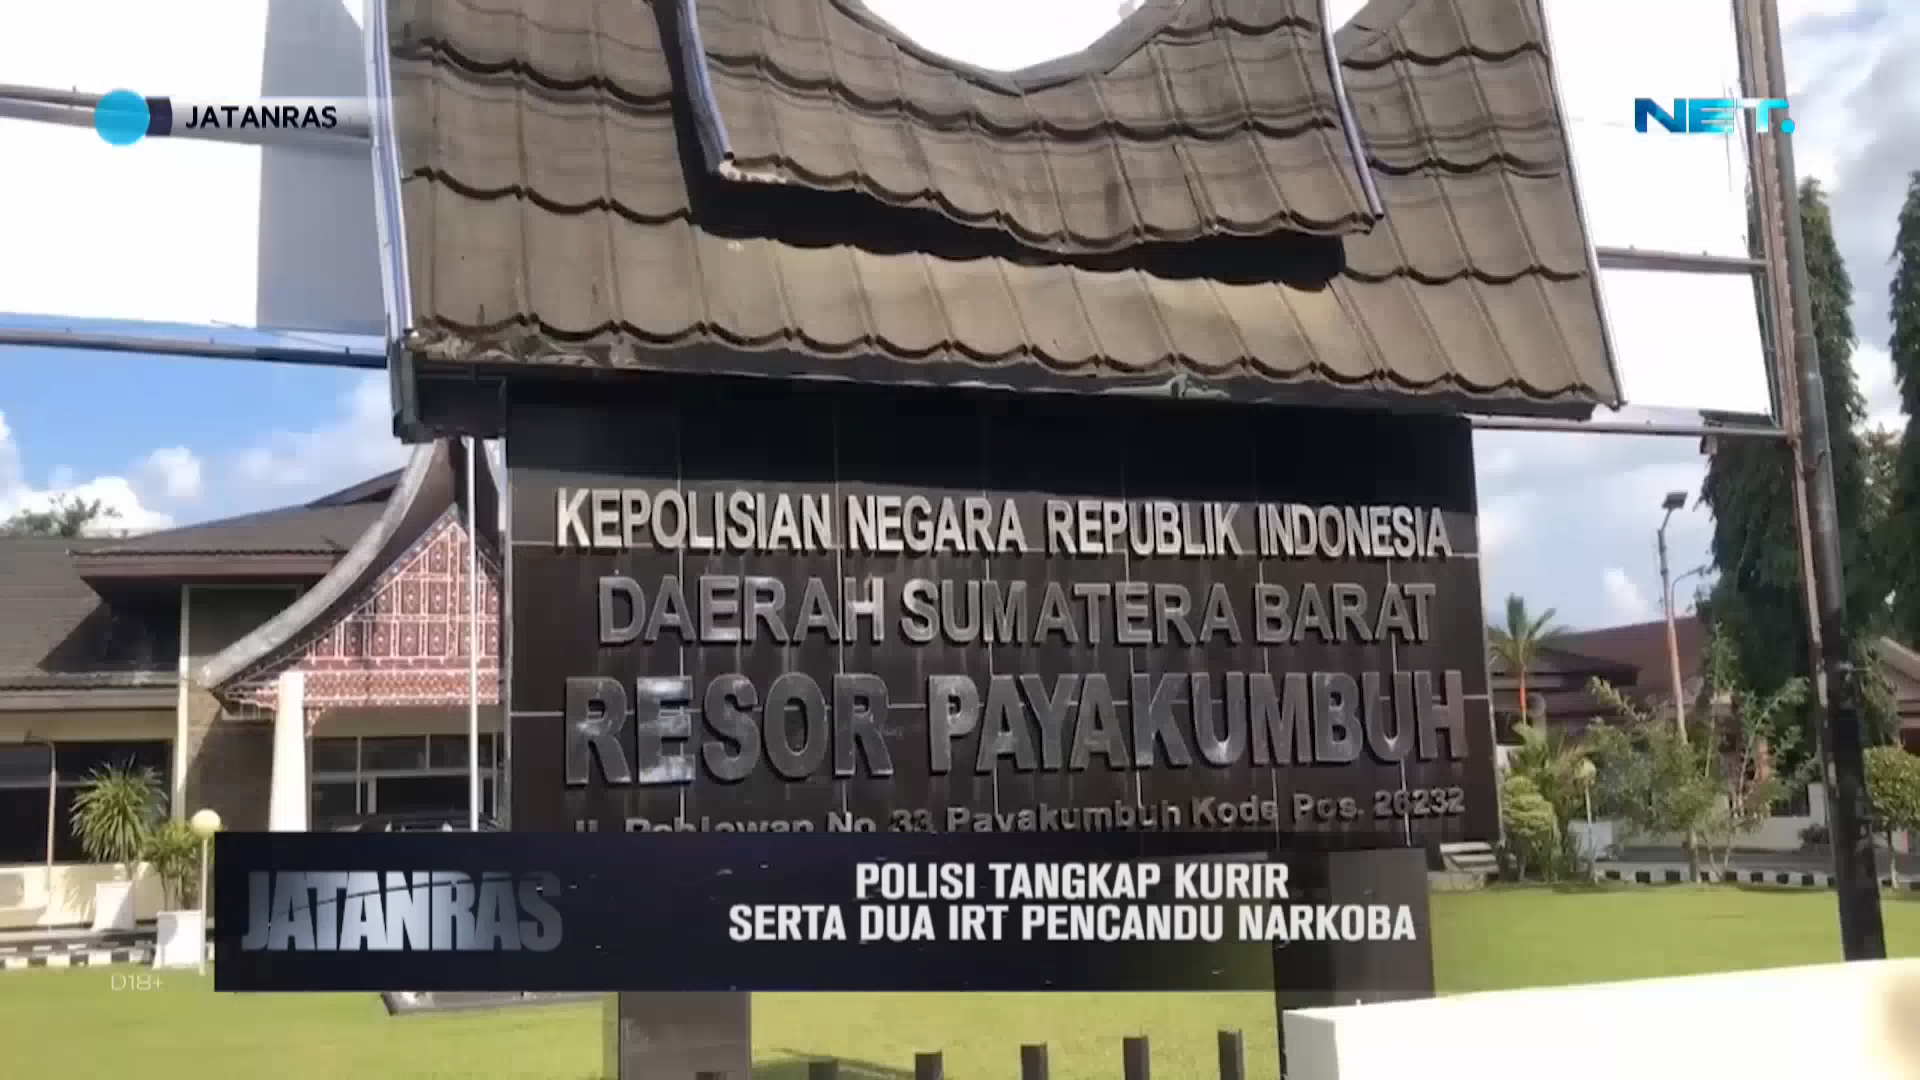 JATANRAS
NET.
KEPOLISIAN NEGARA REPUBLIK INDONESIA
DAERAH SUMATERA BARAT
RESOR PAYAKUMBUH
No 33 Payakumbuh Kode Pos. 26232
JATANRAS
POLISI TANGKAP KURIR
SERTA DUA IRT PENCANDU NARKOBA
D18+